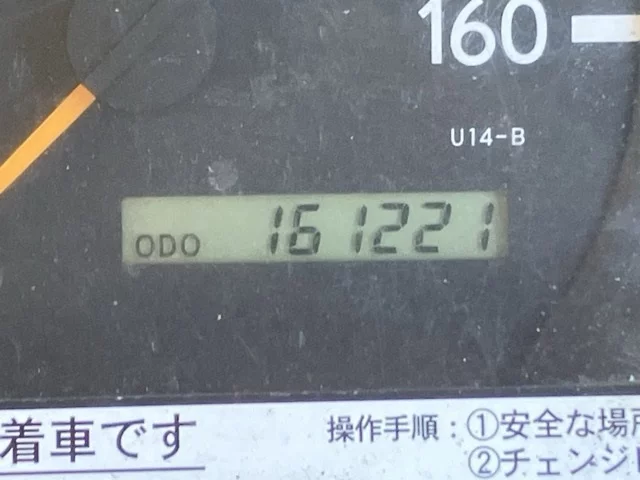 160
U14-B
ODO 161221
着車です
操作手順：①安全な場所
②チェンジ